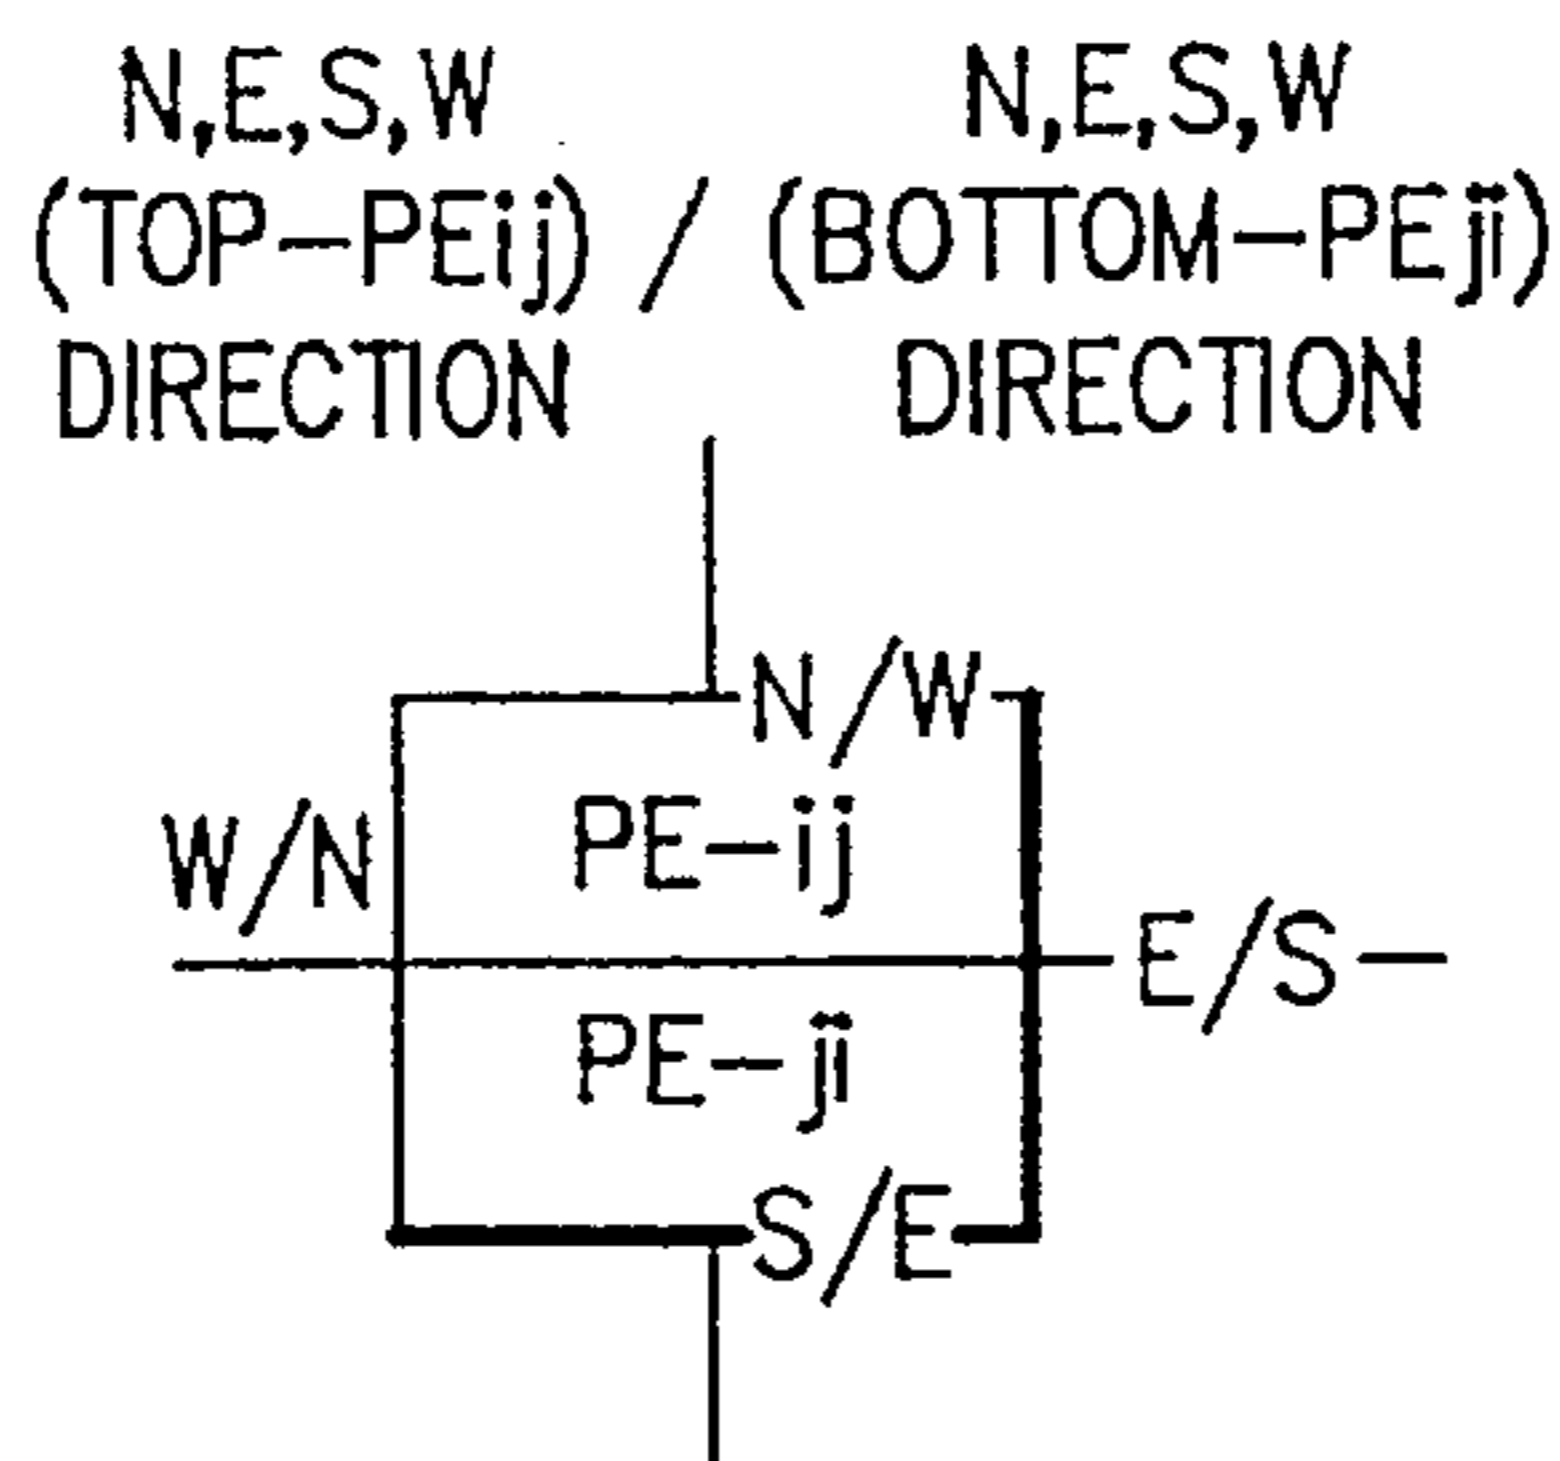 N,E,S,W N,E,S,W
(TOP-PEij) / (BOTTOM-PEji)
DIRECTION DIRECTION
N/W
PE-ij
W/N
E/S
PE-ji
S/E